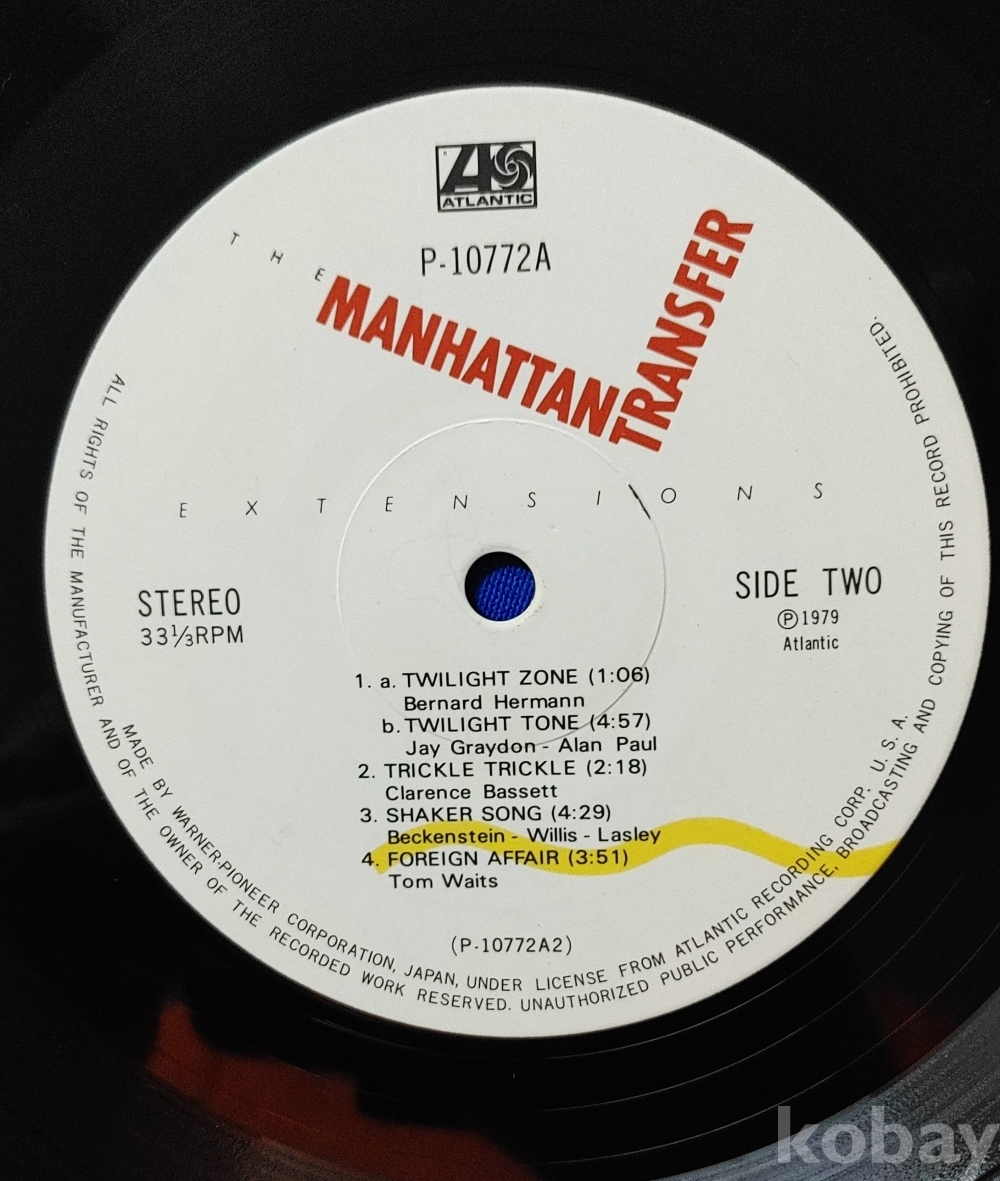 ATLANTIC
P-10772A
THE
MANHATTAN
TRANSFER
EXTENSIONS
STEREO
33⅓RPM
SIDE TWO
Ⓟ1979
Atlantic
1. a. TWILIGHT ZONE (1:06)
Bernard Hermann
b. TWILIGHT TONE (4:57)
Jay Graydon - Alan Paul
2. TRICKLE TRICKLE (2:18)
Clarence Bassett
3. SHAKER SONG (4:29)
Beckenstein - Willis - Lasley
4. FOREIGN AFFAIR (3:51)
Tom Waits
(P-10772A2)
MADE BY WARNER-PIONEER CORPORATION, JAPAN, UNDER LICENSE FROM ATLANTIC RECORDING CORP. U. S. A.
ALL RIGHTS OF THE MANUFACTURER AND OF THE OWNER OF THE RECORDED WORK RESERVED. UNAUTHORIZED PUBLIC PERFORMANCE, BROADCASTING AND COPYING OF THIS RECORD PROHIBITED.
kobay